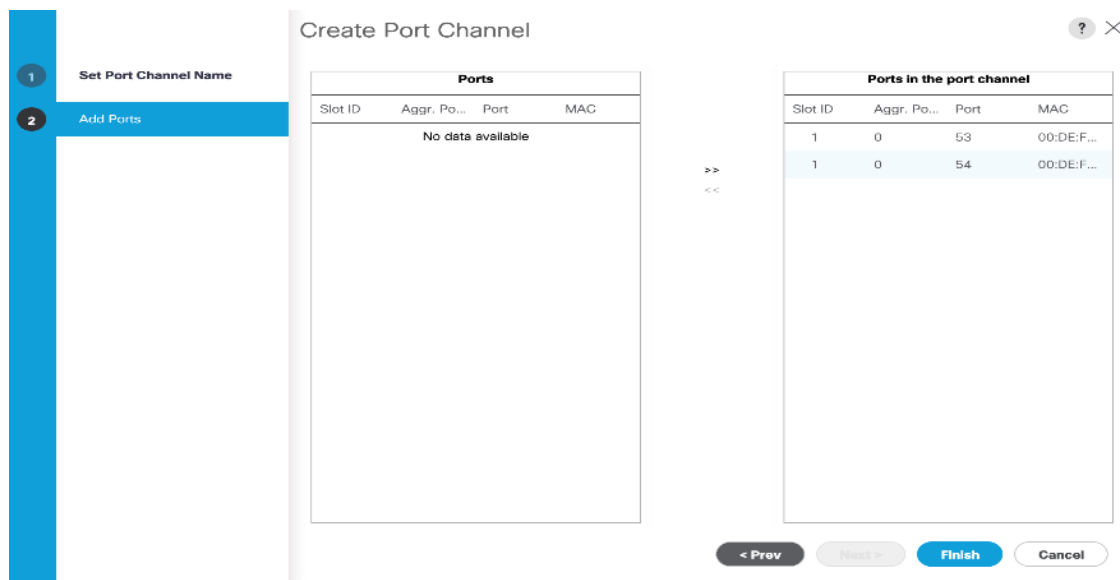 Create Port Channel
?
1 Set Port Channel Name
2 Add Ports
Ports
Slot ID Aggr. Po... Port MAC
No data available
>>
<<
Ports in the port channel
Slot ID Aggr. Po... Port MAC
1 0 53 00:DE:F...
1 0 54 00:DE:F...
< Prev
Next >
Finish
Cancel